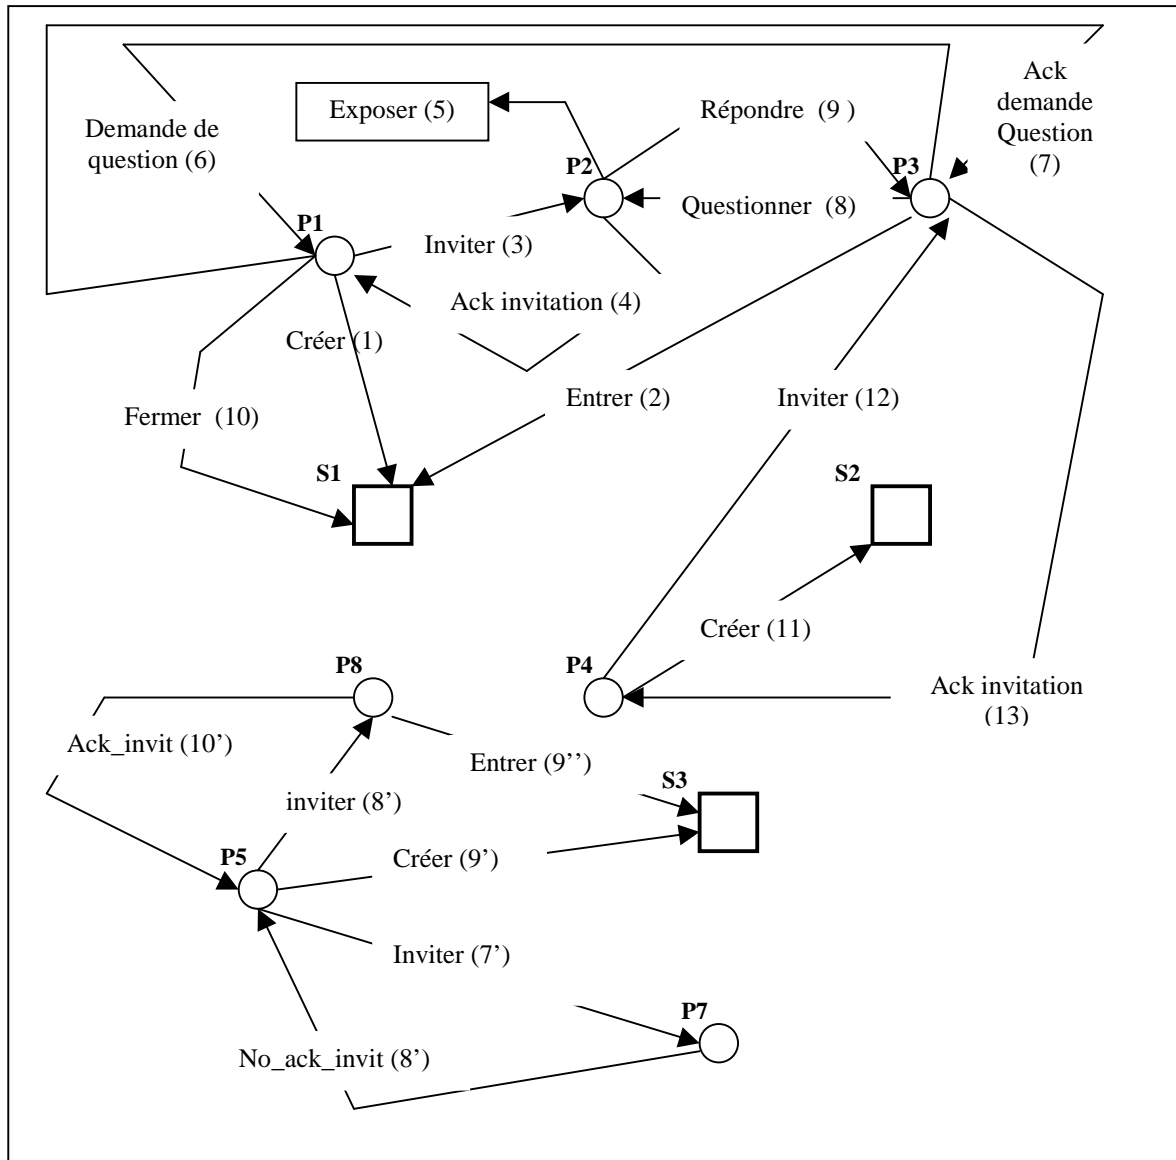 Ack
demande
Question
(7)
Exposer (5)
Répondre (9 )
Demande de
question (6)
P2
P3
Questionner (8)
P1
Inviter (3)
Ack invitation (4)
Créer (1)
Entrer (2)
Inviter (12)
Fermer (10)
S1
S2
Créer (11)
P8
P4
Ack invitation
(13)
Ack_invit (10’)
Entrer (9’’)
S3
inviter (8’)
Créer (9’)
P5
Inviter (7’)
P7
No_ack_invit (8’)